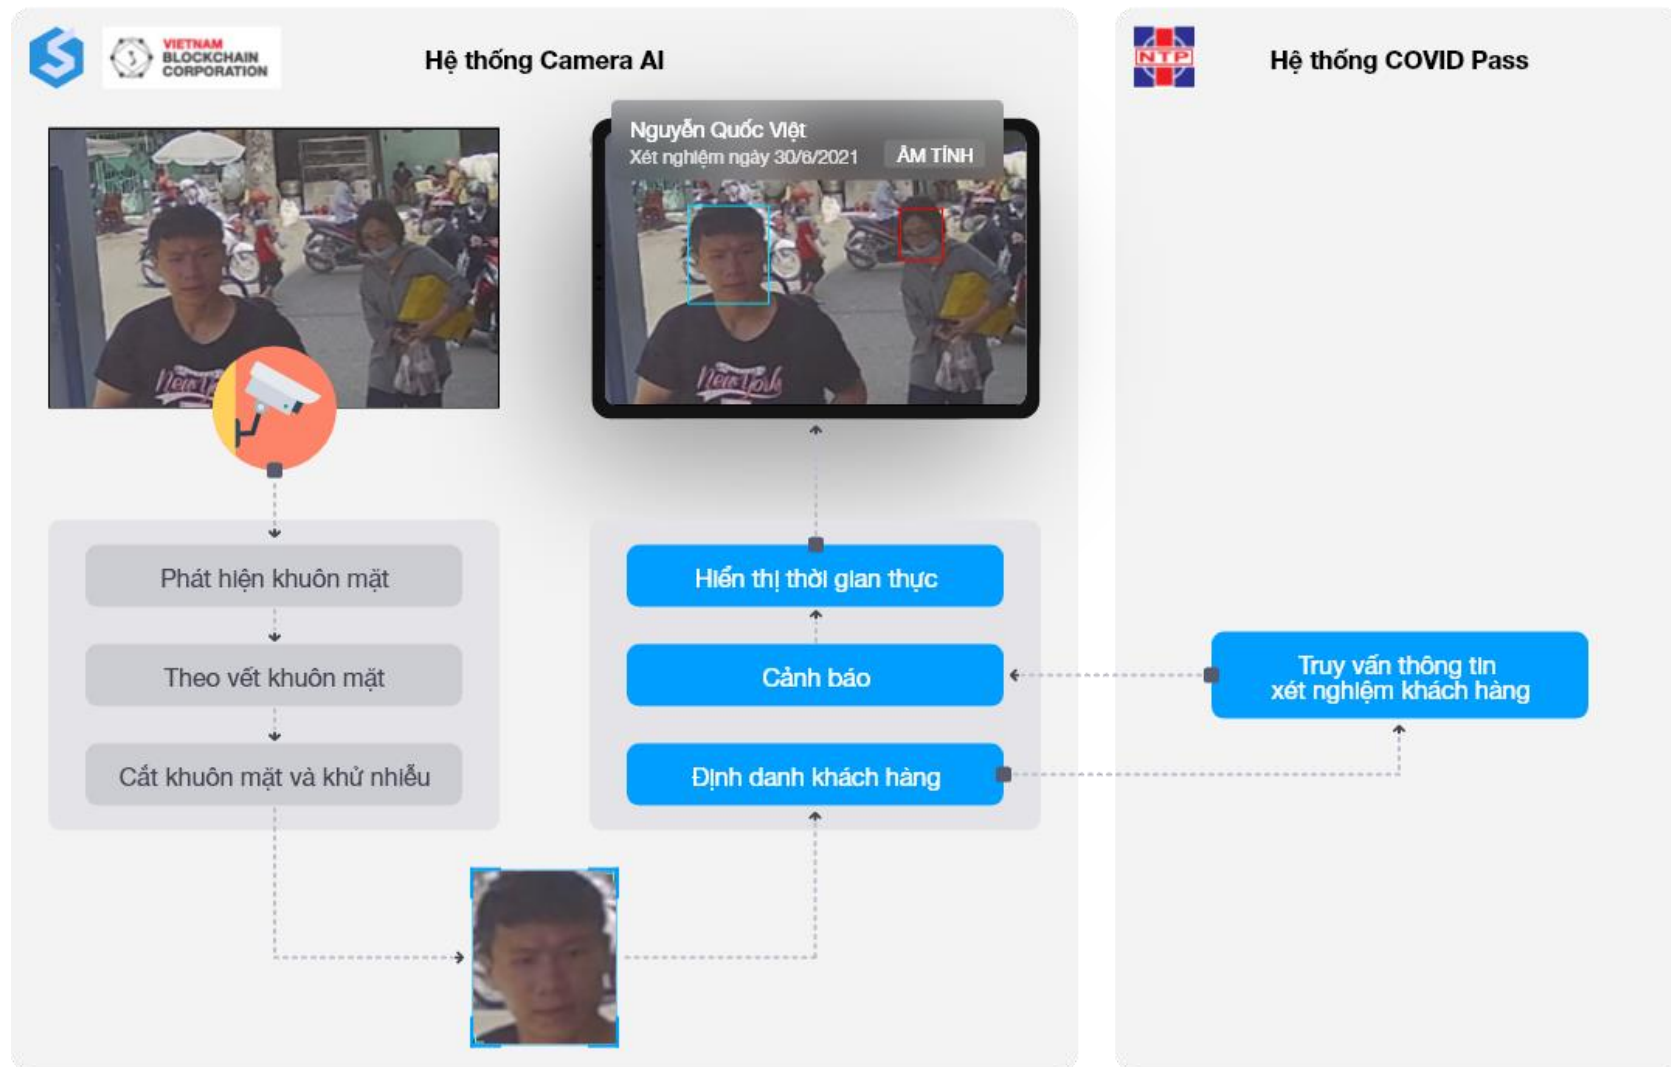 VIETNAM
BLOCKCHAIN
CORPORATION
Hệ thống Camera AI
NTP
Hệ thống COVID Pass
Nguyễn Quốc Việt
Xét nghiệm ngày 30/6/2021
ÂM TÍNH
New York
Phát hiện khuôn mặt
Theo vết khuôn mặt
Cắt khuôn mặt và khử nhiễu
Hiển thị thời gian thực
Cảnh báo
Định danh khách hàng
Truy vấn thông tin
xét nghiệm khách hàng